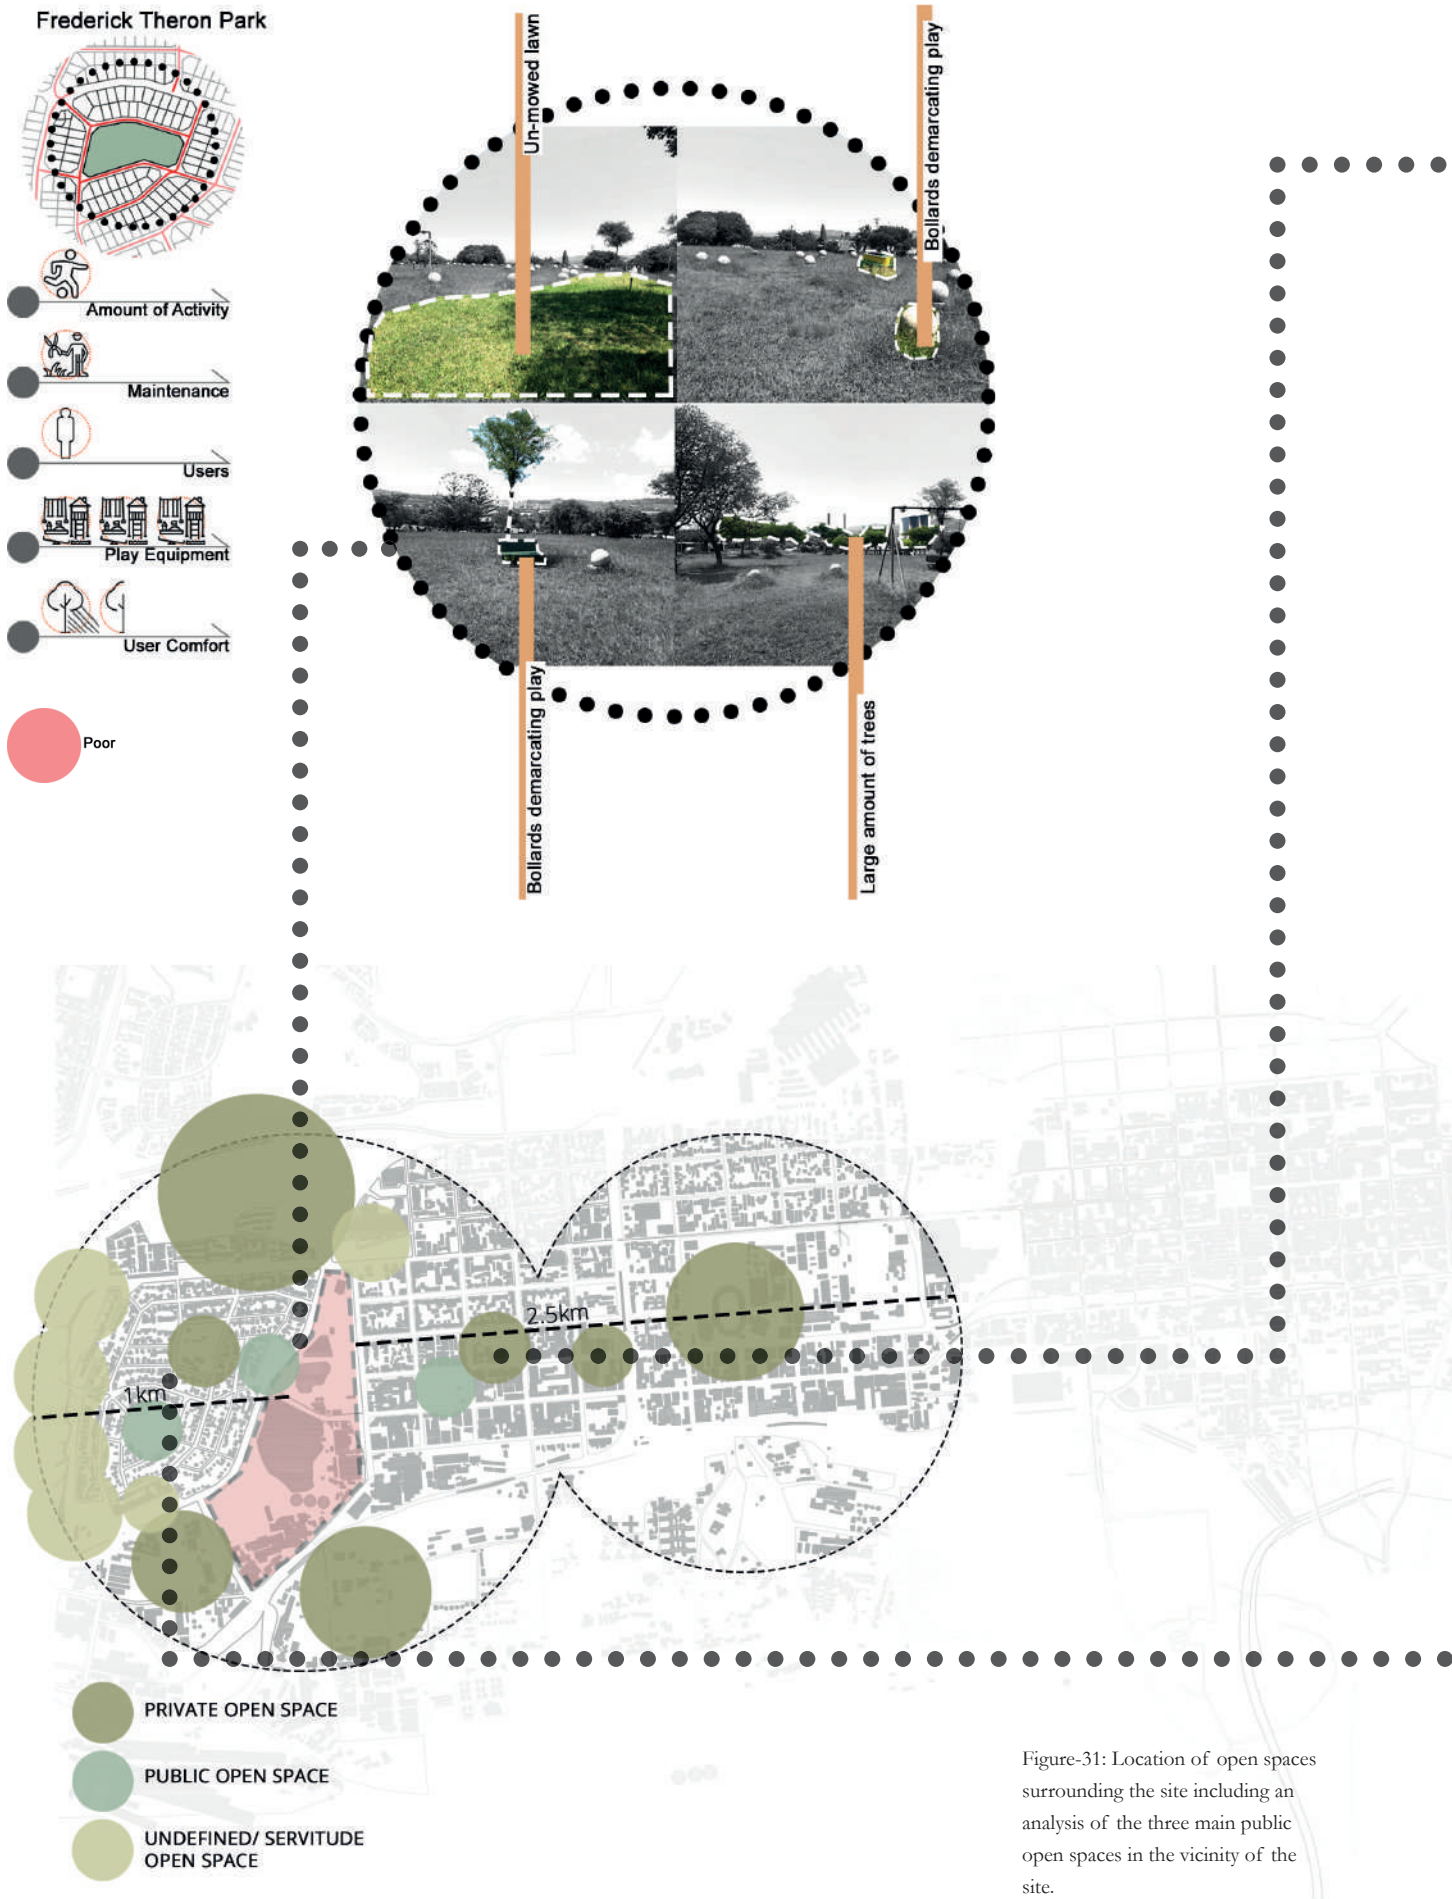 Frederick Theron Park
Un-mowed lawn
Bollards demarcating play
Amount of Activity
Maintenance
Users
Play Equipment
User Comfort
Poor
Bollards demarcating play
Large amount of trees
2.5km
1km
PRIVATE OPEN SPACE
PUBLIC OPEN SPACE
UNDEFINED/ SERVITUDE
OPEN SPACE
Figure-31: Location of open spaces
surrounding the site including an
analysis of the three main public
open spaces in the vicinity of the
site.